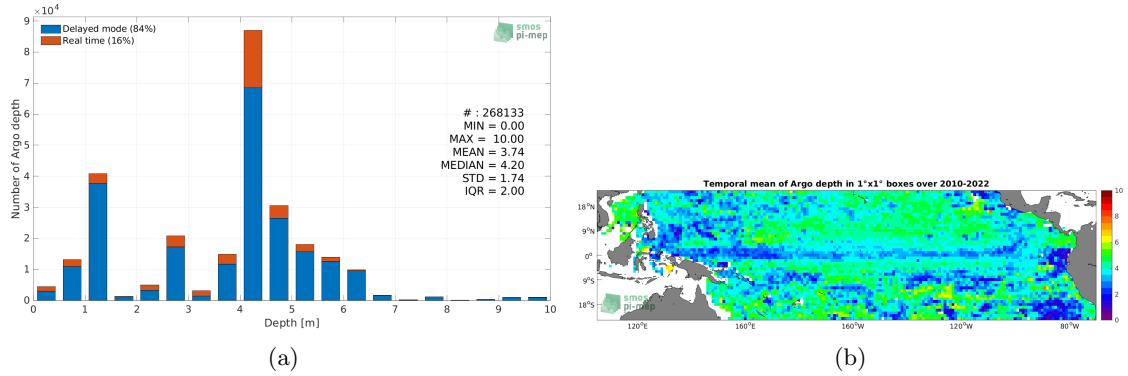 ×10⁴
Delayed mode (84%)
Real time (16%)
smos
pi-mep
9
8
7
6
5
4
3
2
1
0
Number of Argo depth
# : 268133
MIN = 0.00
MAX = 10.00
MEAN = 3.74
MEDIAN = 4.20
STD = 1.74
IQR = 2.00
0 1 2 3 4 5 6 7 8 9 10
Depth [m]
(a)
Temporal mean of Argo depth in 1°x1° boxes over 2010-2022
18°N
9°N
0°
9°S
18°S
smos
pi-mep
120°E 160°E 160°W 120°W 80°W
10
8
6
4
2
0
(b)